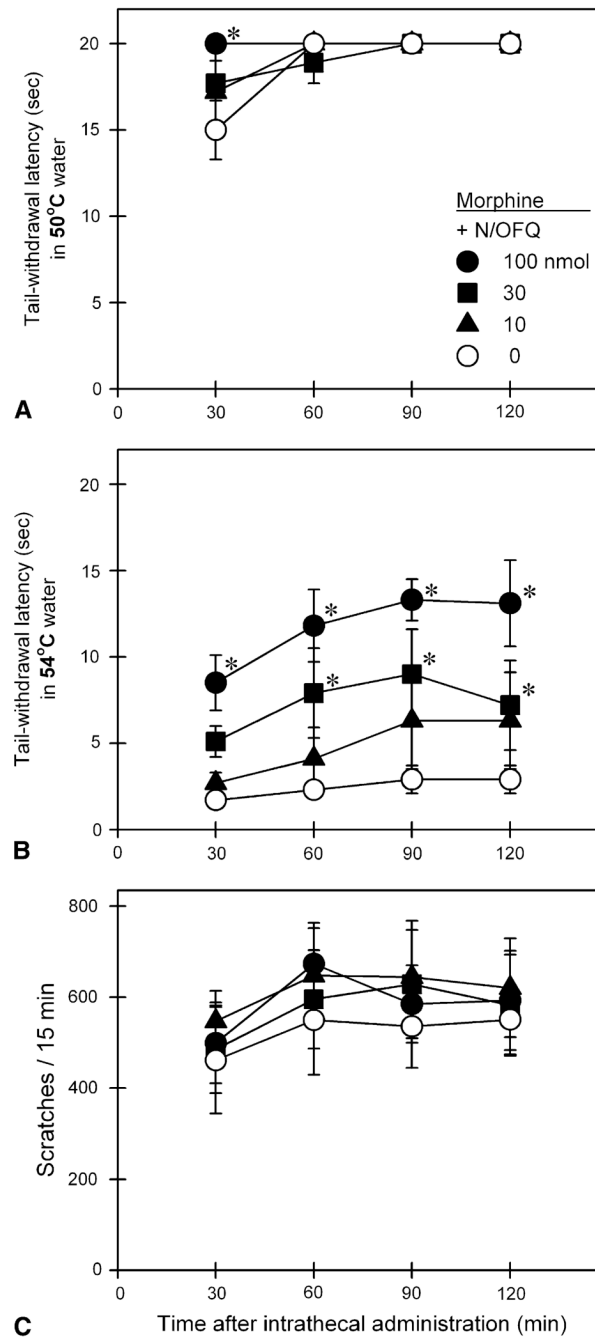 Tail-withdrawal latency (sec)
in 50°C water
20
15
10
5
0
*
Morphine
+ N/OFQ
100 nmol
30
10
0
A
0
30
60
90
120
Tail-withdrawal latency (sec)
in 54°C water
20
15
10
5
0
* * * *
* * *
B
0
30
60
90
120
Scratches / 15 min
800
600
400
200
0
0
30
60
90
120
C
Time after intrathecal administration (min)